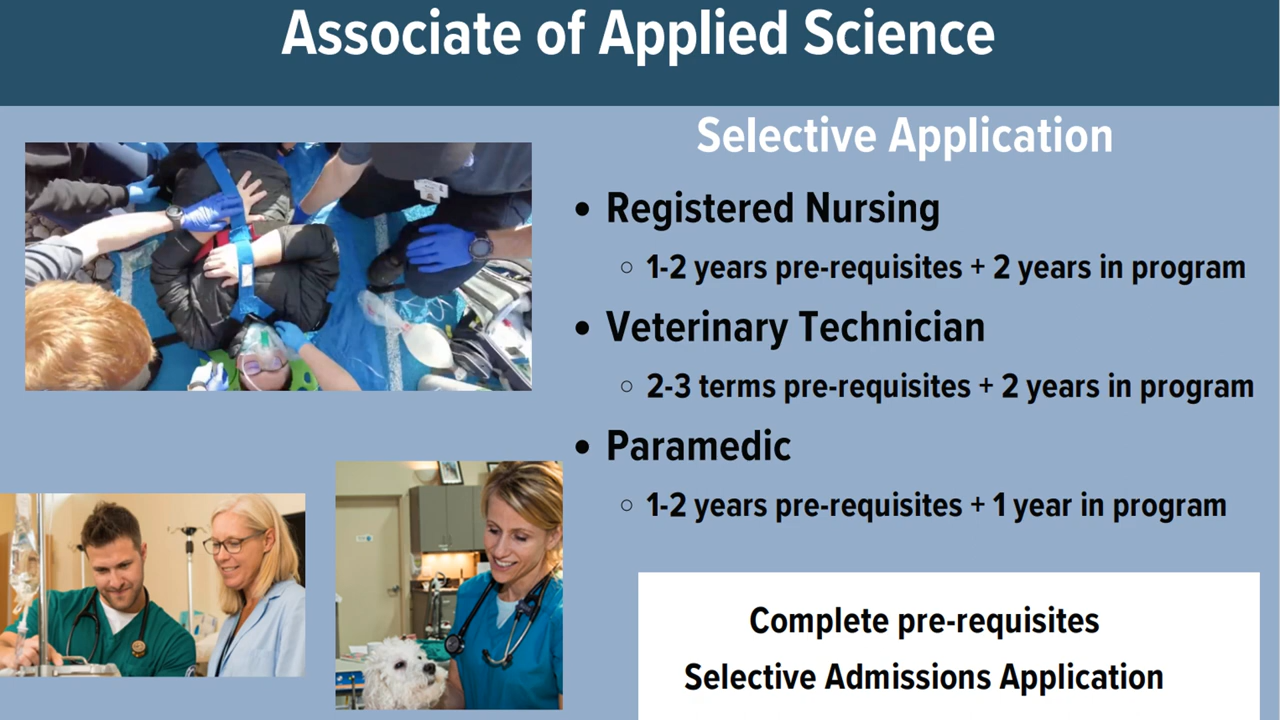 Associate of Applied Science
Selective Application
• Registered Nursing
○ 1-2 years pre-requisites + 2 years in program
• Veterinary Technician
○ 2-3 terms pre-requisites + 2 years in program
• Paramedic
○ 1-2 years pre-requisites + 1 year in program
Complete pre-requisites
Selective Admissions Application